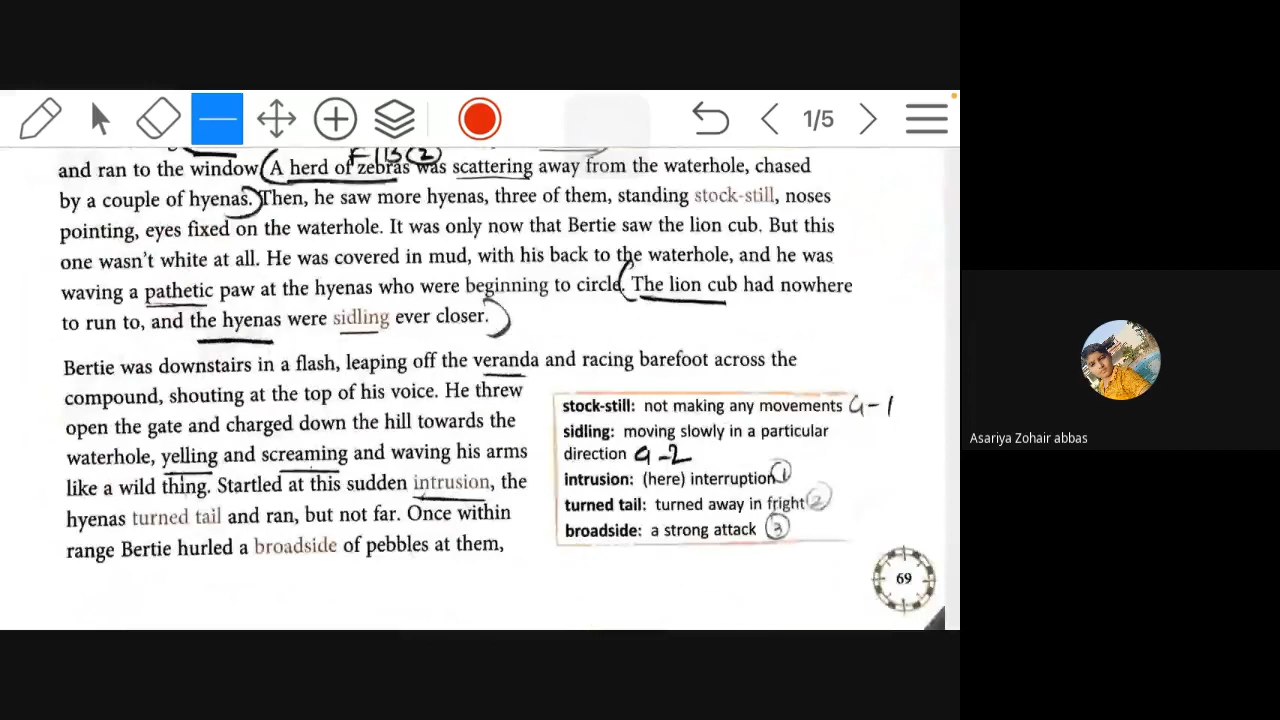 1/5
F/B(2)
and ran to the window. A herd of zebras was scattering away from the waterhole, chased
by a couple of hyenas. Then, he saw more hyenas, three of them, standing stock-still, noses
pointing, eyes fixed on the waterhole. It was only now that Bertie saw the lion cub. But this
one wasn't white at all. He was covered in mud, with his back to the waterhole, and he was
waving a pathetic paw at the hyenas who were beginning to circle. The lion cub had nowhere
to run to, and the hyenas were sidling ever closer.
Bertie was downstairs in a flash, leaping off the veranda and racing barefoot across the
compound, shouting at the top of his voice. He threw
open the gate and charged down the hill towards the
waterhole, yelling and screaming and waving his arms
like a wild thing. Startled at this sudden intrusion, the
hyenas turned tail and ran, but not far. Once within
range Bertie hurled a broadside of pebbles at them,
stock-still: not making any movements G-1
sidling: moving slowly in a particular
direction G-2
intrusion: (here) interruption 1
turned tail: turned away in fright 2
broadside: a strong attack 3
69
Asariya Zohair abbas